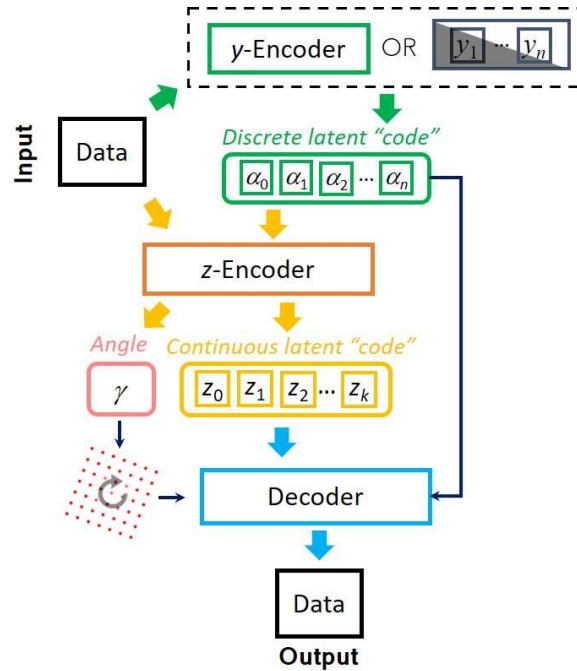 y-Encoder OR y₁ ... yₙ
Input
Data
Discrete latent “code”
α₀ α₁ α₂ ... αₙ
z-Encoder
Angle
Continuous latent “code”
γ
z₀ z₁ z₂ ... zₖ
Decoder
Data
Output